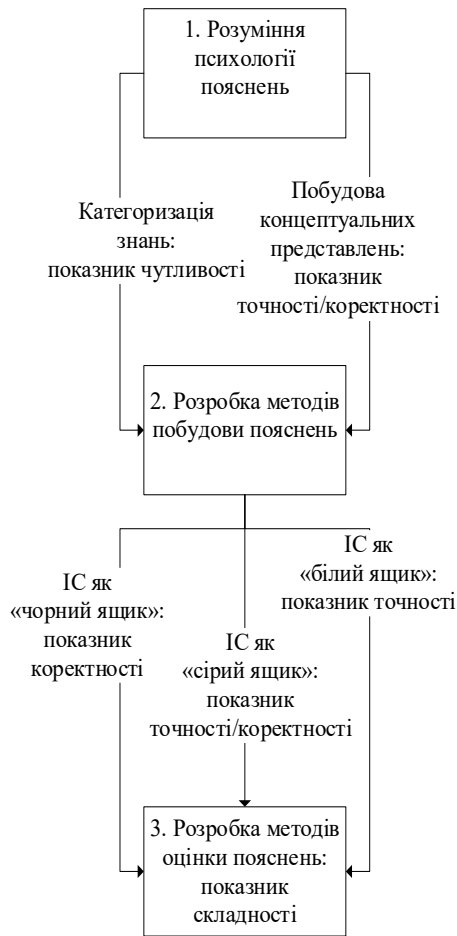 1. Розуміння
психології
пояснень
Категоризація
знань:
показник чутливості
Побудова
концептуальних
представлень:
показник
точності/коректності
2. Розробка методів
побудови пояснень
ІС як
«чорний ящик»:
показник
коректності
ІС як
«сірий ящик»:
показник
точності/коректності
ІС як
«білий ящик»:
показник точності
3. Розробка методів
оцінки пояснень:
показник
складності